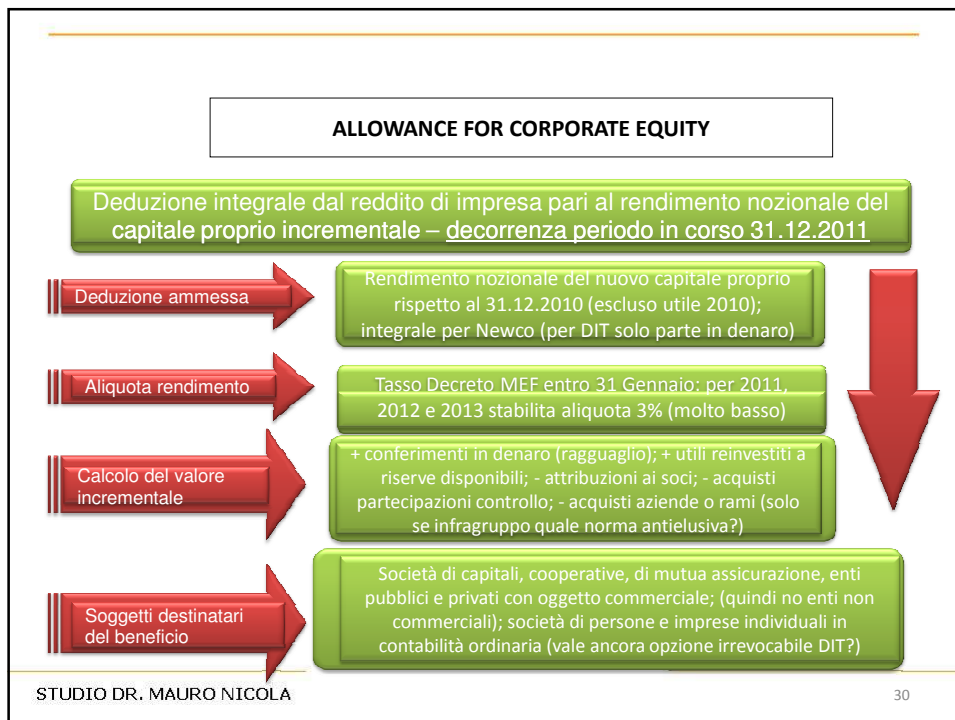 ALLOWANCE FOR CORPORATE EQUITY
Deduzione integrale dal reddito di impresa pari al rendimento nozionale del
capitale proprio incrementale – decorrenza periodo in corso 31.12.2011
Deduzione ammessa
Rendimento nozionale del nuovo capitale proprio
rispetto al 31.12.2010 (escluso utile 2010);
integrale per Newco (per DIT solo parte in denaro)
Aliquota rendimento
Tasso Decreto MEF entro 31 Gennaio: per 2011,
2012 e 2013 stabilita aliquota 3% (molto basso)
Calcolo del valore
incrementale
+ conferimenti in denaro (ragguaglio); + utili reinvestiti a
riserve disponibili; - attribuzioni ai soci; - acquisti
partecipazioni controllo; - acquisti aziende o rami (solo
se infragruppo quale norma antielusiva?)
Soggetti destinatari
del beneficio
Società di capitali, cooperative, di mutua assicurazione, enti
pubblici e privati con oggetto commerciale; (quindi no enti non
commerciali); società di persone e imprese individuali in
contabilità ordinaria (vale ancora opzione irrevocabile DIT?)
STUDIO DR. MAURO NICOLA
30